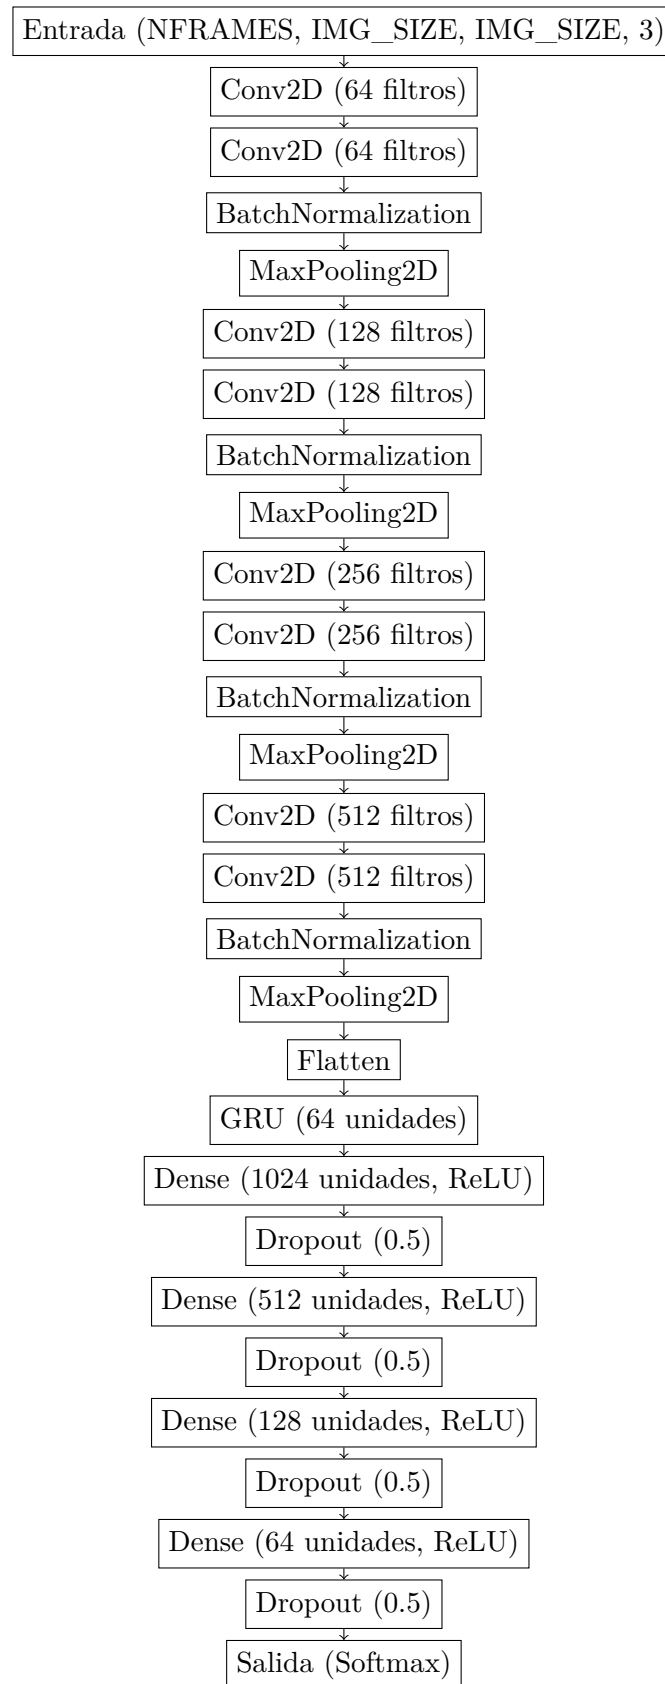 Entrada (NFRAMES, IMG_SIZE, IMG_SIZE, 3)
Conv2D (64 filtros)
Conv2D (64 filtros)
BatchNormalization
MaxPooling2D
Conv2D (128 filtros)
Conv2D (128 filtros)
BatchNormalization
MaxPooling2D
Conv2D (256 filtros)
Conv2D (256 filtros)
BatchNormalization
MaxPooling2D
Conv2D (512 filtros)
Conv2D (512 filtros)
BatchNormalization
MaxPooling2D
Flatten
GRU (64 unidades)
Dense (1024 unidades, ReLU)
Dropout (0.5)
Dense (512 unidades, ReLU)
Dropout (0.5)
Dense (128 unidades, ReLU)
Dropout (0.5)
Dense (64 unidades, ReLU)
Dropout (0.5)
Salida (Softmax)